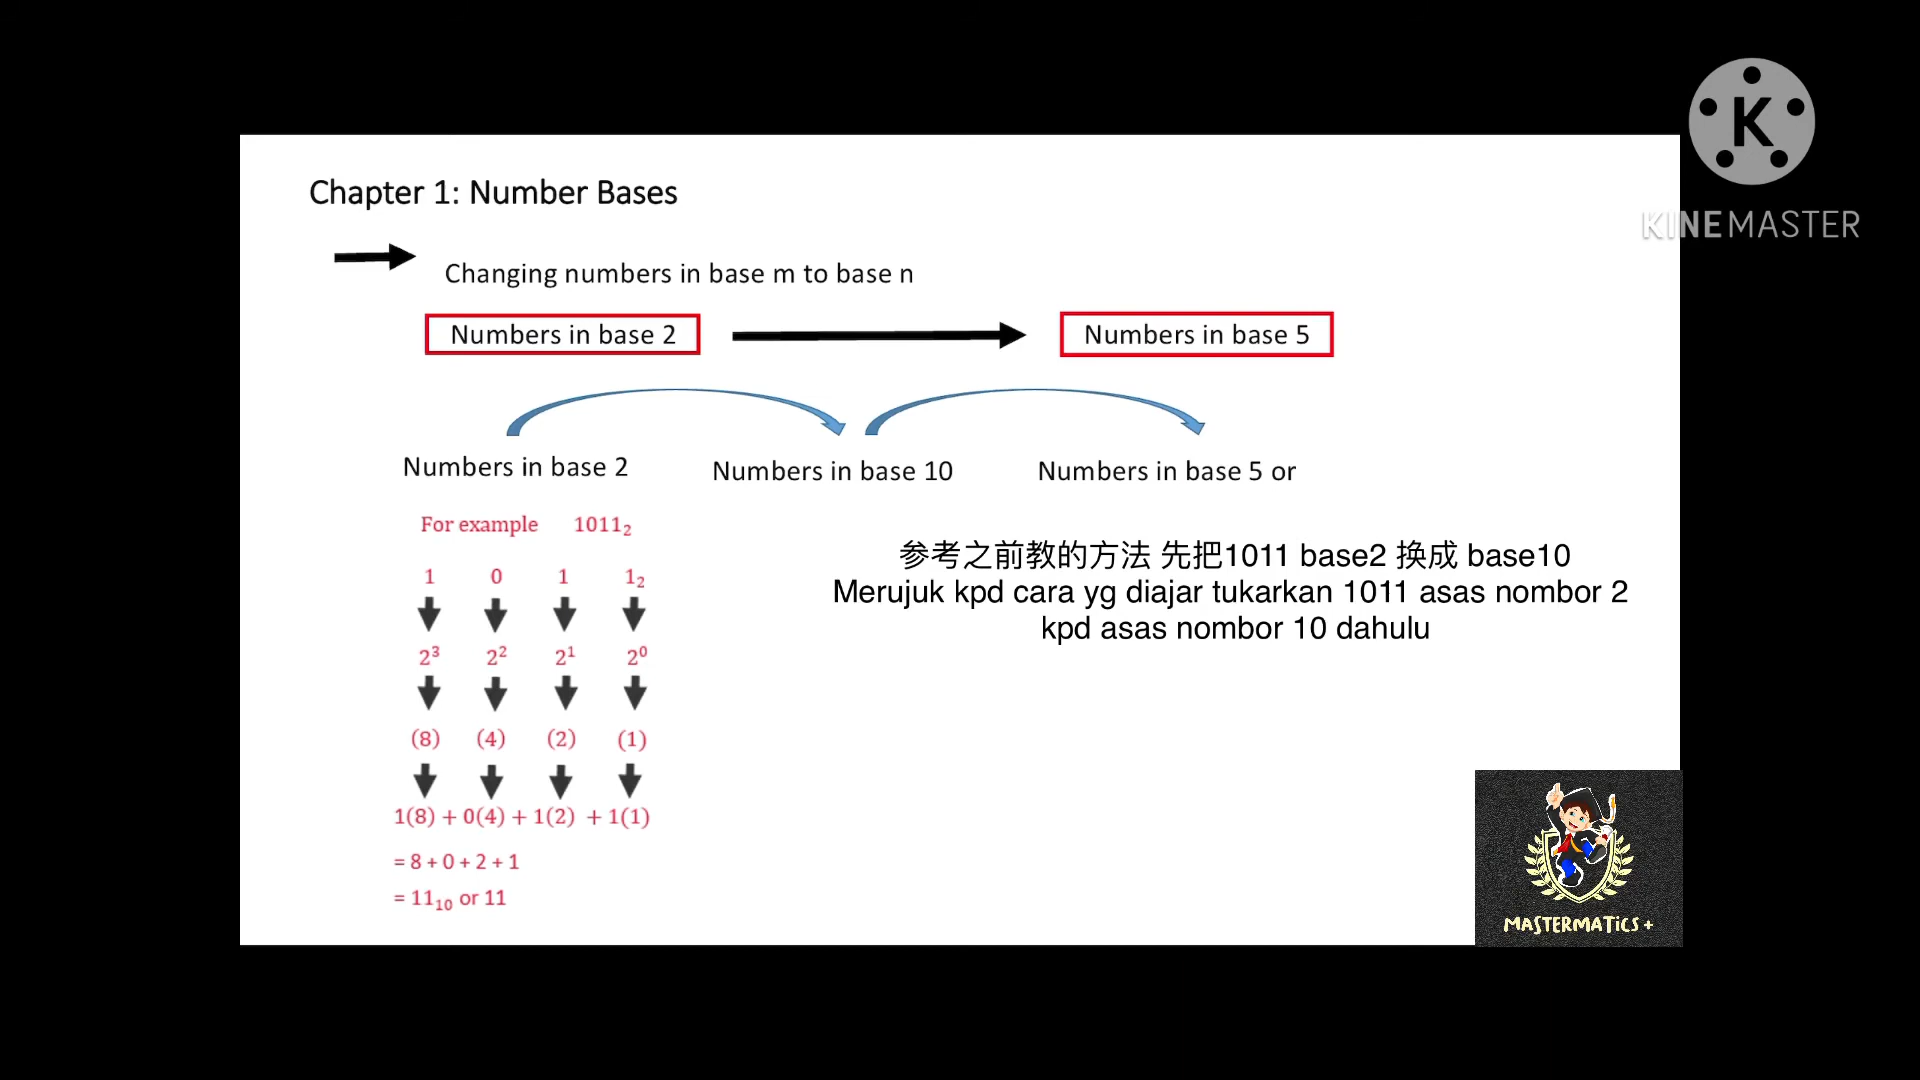 K
KINEMASTER
Chapter 1: Number Bases
Changing numbers in base m to base n
Numbers in base 2
Numbers in base 5
Numbers in base 2
Numbers in base 10
Numbers in base 5 or
For example 1011₂
参考之前教的方法 先把1011 base2 换成 base10
Merujuk kpd cara yg diajar tukarkan 1011 asas nombor 2
kpd asas nombor 10 dahulu
1 0 1 1₂
2³ 2² 2¹ 2⁰
(8) (4) (2) (1)
1(8) + 0(4) + 1(2) + 1(1)
= 8 + 0 + 2 + 1
= 11₁₀ or 11
MASTERMATiCS +